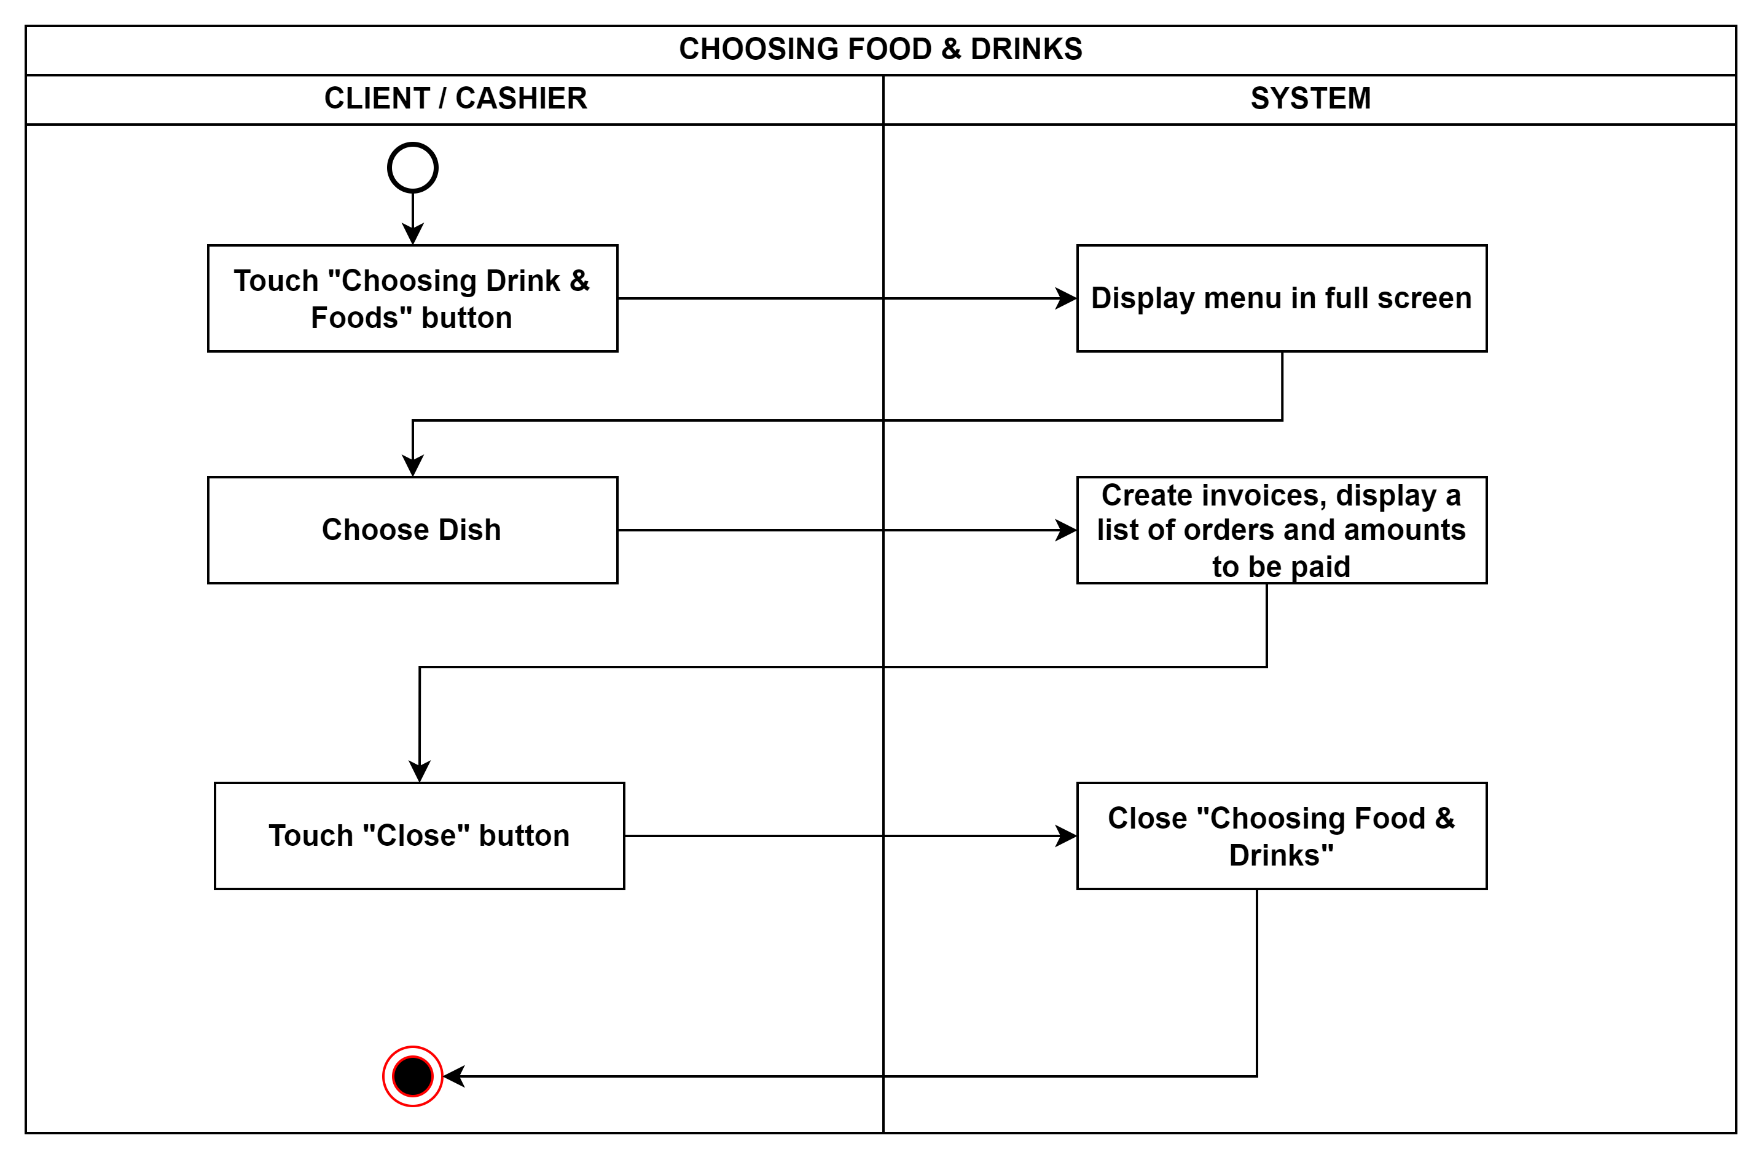 CHOOSING FOOD & DRINKS
CLIENT / CASHIER
SYSTEM
Touch "Choosing Drink &
Foods" button
Display menu in full screen
Choose Dish
Create invoices, display a
list of orders and amounts
to be paid
Touch "Close" button
Close "Choosing Food &
Drinks"